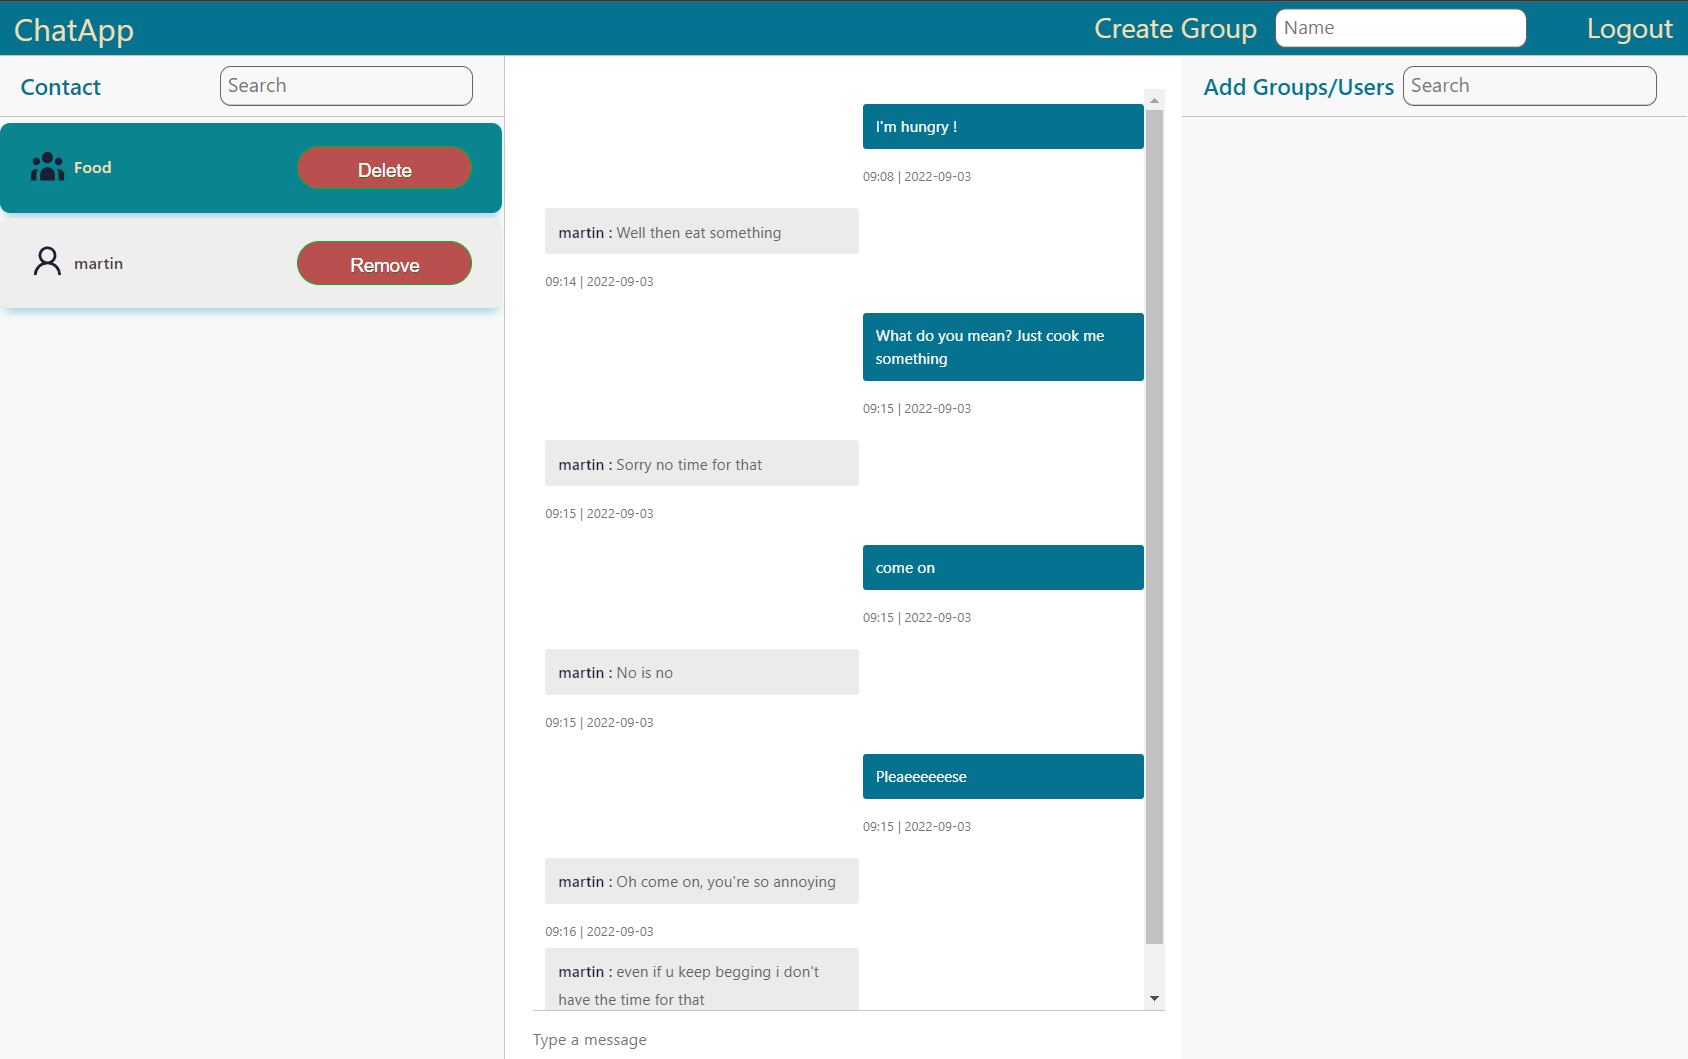 ChatApp
Create Group
Name
Logout
Contact
Search
Add Groups/Users
Search
Food
Delete
martin
Remove
I'm hungry !
09:08 | 2022-09-03
martin : Well then eat something
09:14 | 2022-09-03
What do you mean? Just cook me
something
09:15 | 2022-09-03
martin : Sorry no time for that
09:15 | 2022-09-03
come on
09:15 | 2022-09-03
martin : No is no
09:15 | 2022-09-03
Pleaeeeeeese
09:15 | 2022-09-03
martin : Oh come on, you're so annoying
09:16 | 2022-09-03
martin : even if u keep begging i don't
have the time for that
Type a message